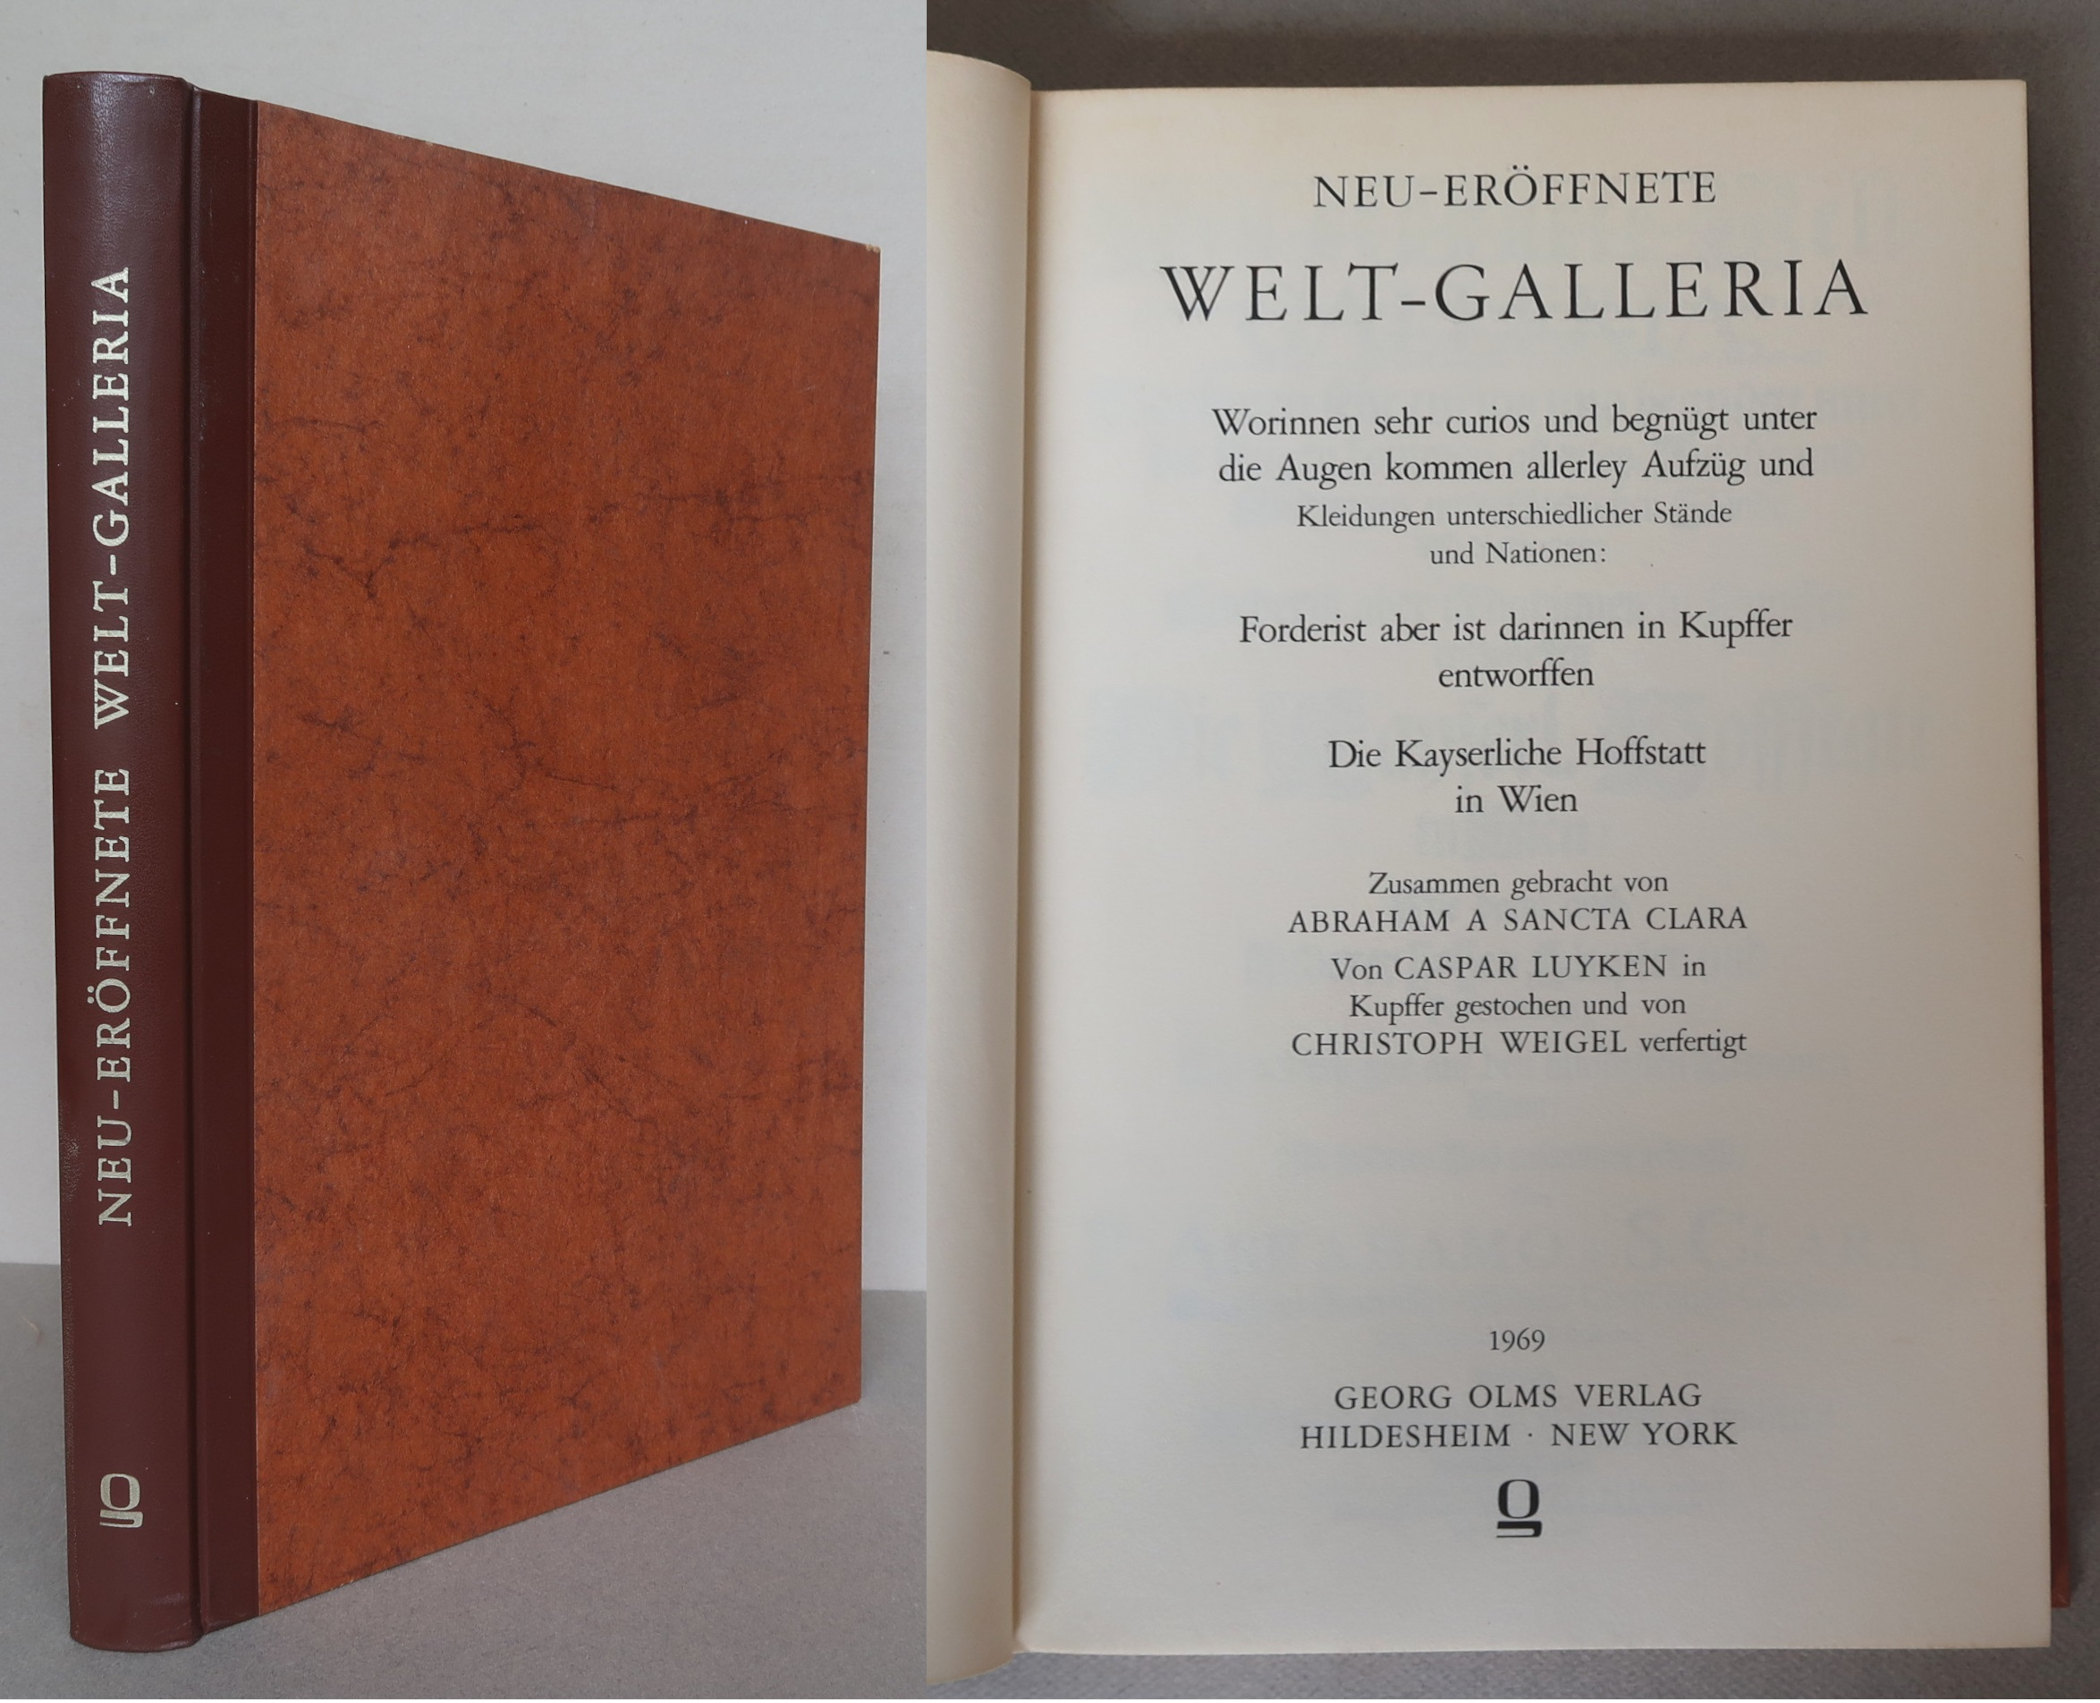 NEU-ERÖFFNETE WELT-GALLERIA
NEU-ERÖFFNETE
WELT-GALLERIA
Worinnen sehr curios und begnügt unter
die Augen kommen allerley Aufzüg und
Kleidungen unterschiedlicher Stände
und Nationen:
Forderist aber ist darinnen in Kupffer
entworffen
Die Kayserliche Hoffstatt
in Wien
Zusammen gebracht von
ABRAHAM A SANCTA CLARA
Von CASPAR LUYKEN in
Kupffer gestochen und von
CHRISTOPH WEIGEL verfertigt
1969
GEORG OLMS VERLAG
HILDESHEIM · NEW YORK